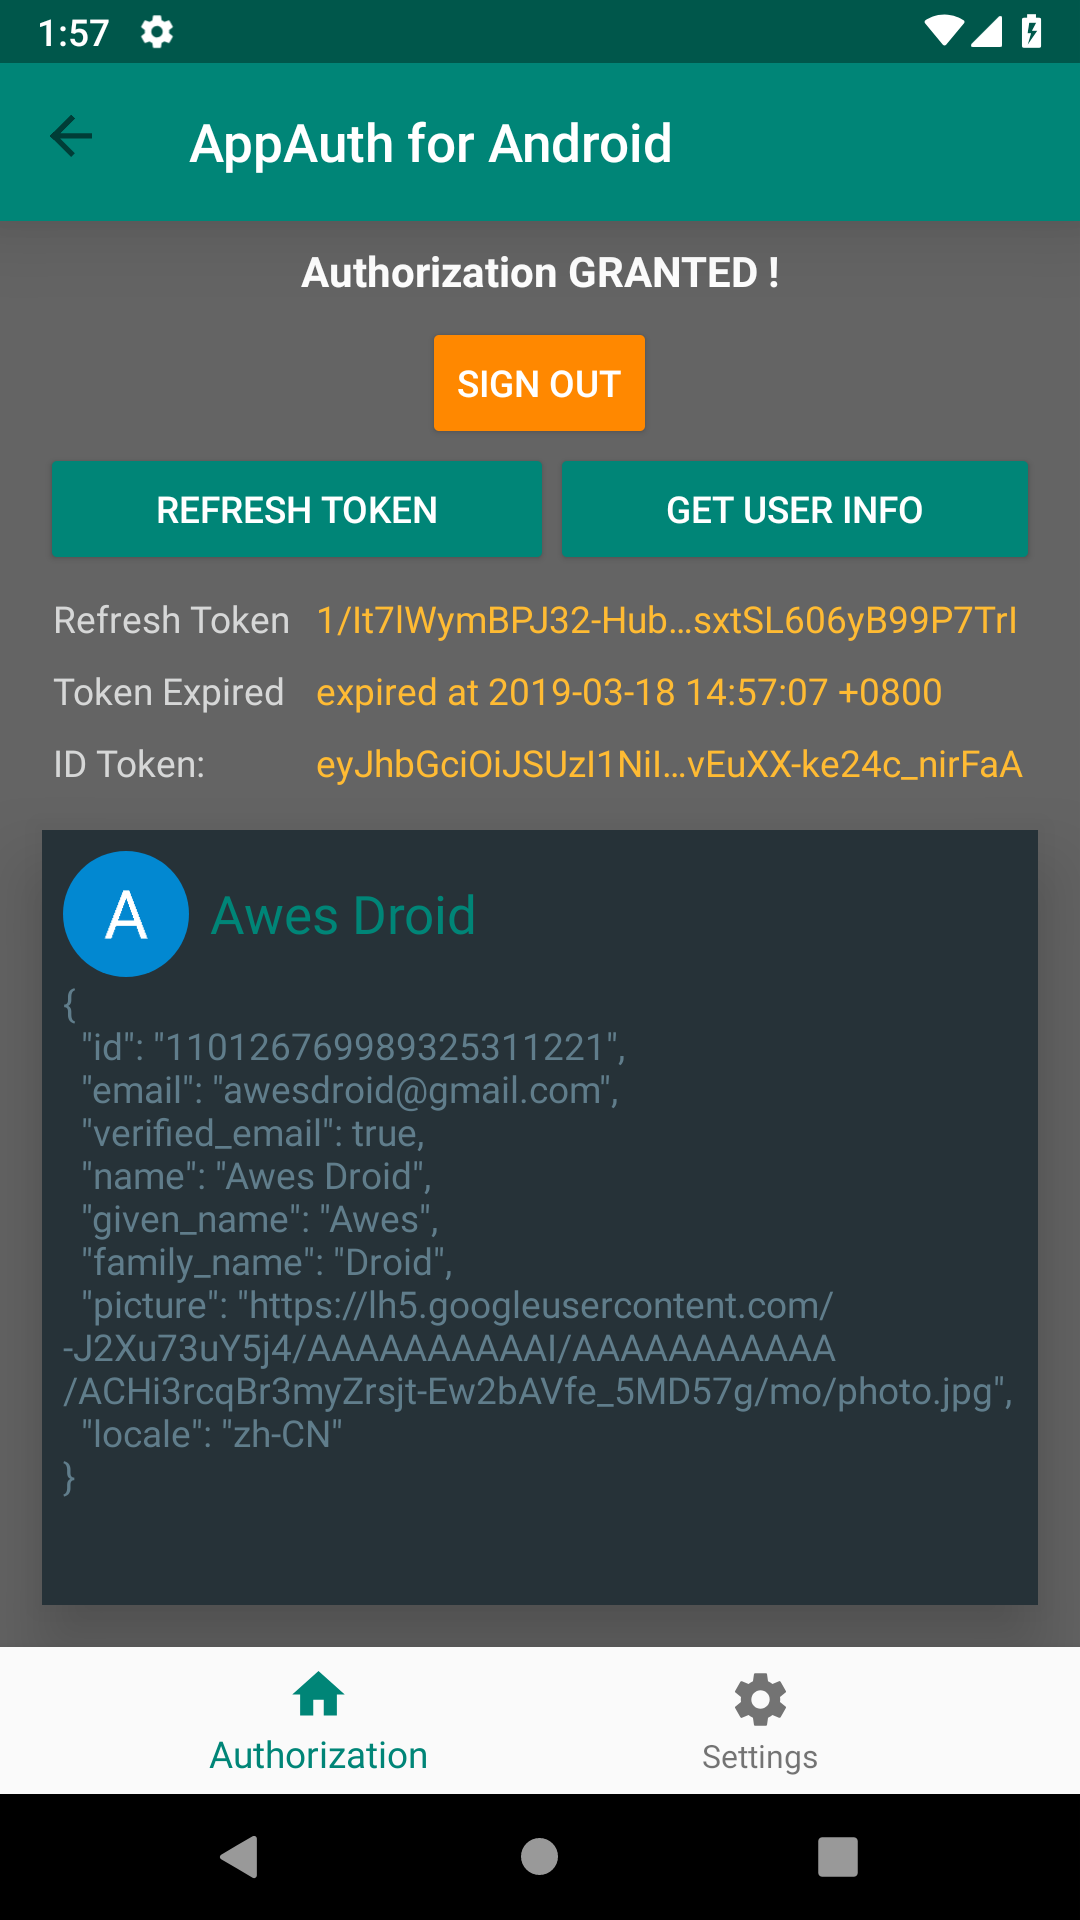 1:57
AppAuth for Android
Authorization GRANTED !
SIGN OUT
REFRESH TOKEN GET USER INFO
Refresh Token 1/It7lWymBPJ32-Hub...sxtSL606yB99P7TrI
Token Expired expired at 2019-03-18 14:57:07 +0800
ID Token: eyJhbGciOiJSUzI1NiI...vEuXX-ke24c_nirFaA
A Awes Droid
{
"id": "110126769989325311221",
"email": "awesdroid@gmail.com",
"verified_email": true,
"name": "Awes Droid",
"given_name": "Awes",
"family_name": "Droid",
"picture": "https://lh5.googleusercontent.com/
-J2Xu73uY5j4/AAAAAAAAAAI/AAAAAAAAAAA
/ACHi3rcqBr3myZrsjt-Ew2bAVfe_5MD57g/mo/photo.jpg",
"locale": "zh-CN"
}
Authorization Settings